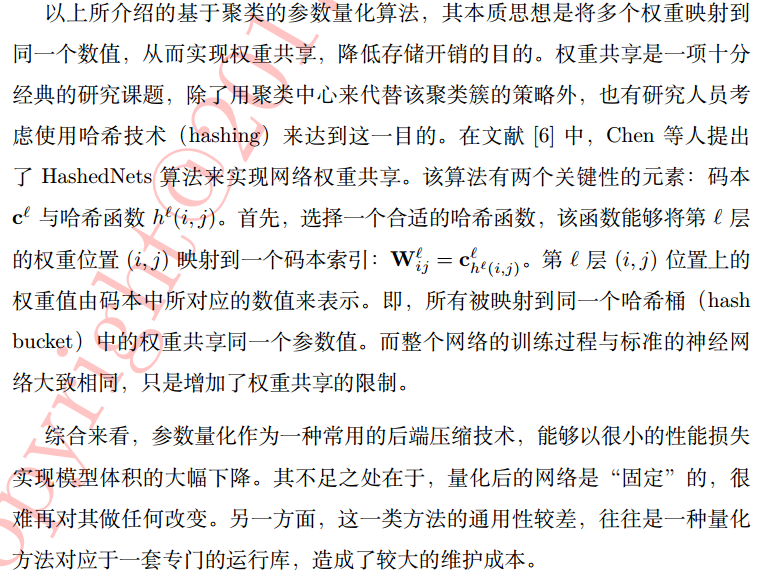 以上所介绍的基于聚类的参数量化算法，其本质思想是将多个权重映射到
同一个数值，从而实现权重共享，降低存储开销的目的。权重共享是一项十分
经典的研究课题，除了用聚类中心来代替该聚类簇的策略外，也有研究人员考
虑使用哈希技术（hashing）来达到这一目的。在文献 [6] 中，Chen 等人提出
了 HashedNets 算法来实现网络权重共享。该算法有两个关键性的元素：码本
c^ℓ 与哈希函数 h^ℓ(i, j)。首先，选择一个合适的哈希函数，该函数能够将第 ℓ 层
的权重位置 (i, j) 映射到一个码本索引：W^ℓ_{ij} = c^ℓ_{h^ℓ(i,j)}。第 ℓ 层 (i, j) 位置上的
权重值由码本中所对应的数值来表示。即，所有被映射到同一个哈希桶（hash
bucket）中的权重共享同一个参数值。而整个网络的训练过程与标准的神经网
络大致相同，只是增加了权重共享的限制。
综合来看，参数量化作为一种常用的后端压缩技术，能够以很小的性能损失
实现模型体积的大幅下降。其不足之处在于，量化后的网络是“固定”的，很
难再对其做任何改变。另一方面，这一类方法的通用性较差，往往是一种量化
方法对应于一套专门的运行库，造成了较大的维护成本。